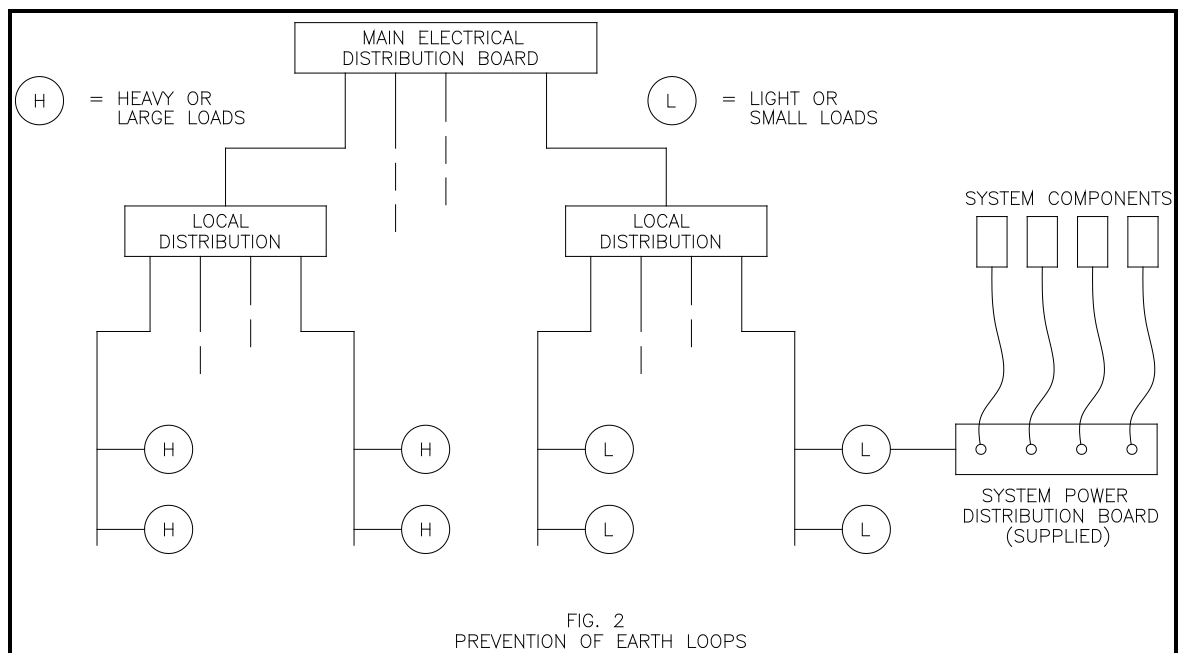 MAIN ELECTRICAL
DISTRIBUTION BOARD
H
= HEAVY OR
LARGE LOADS
L
= LIGHT OR
SMALL LOADS
LOCAL
DISTRIBUTION
LOCAL
DISTRIBUTION
SYSTEM COMPONENTS
H
H
L
L
H
H
L
L
SYSTEM POWER
DISTRIBUTION BOARD
(SUPPLIED)
FIG. 2
PREVENTION OF EARTH LOOPS